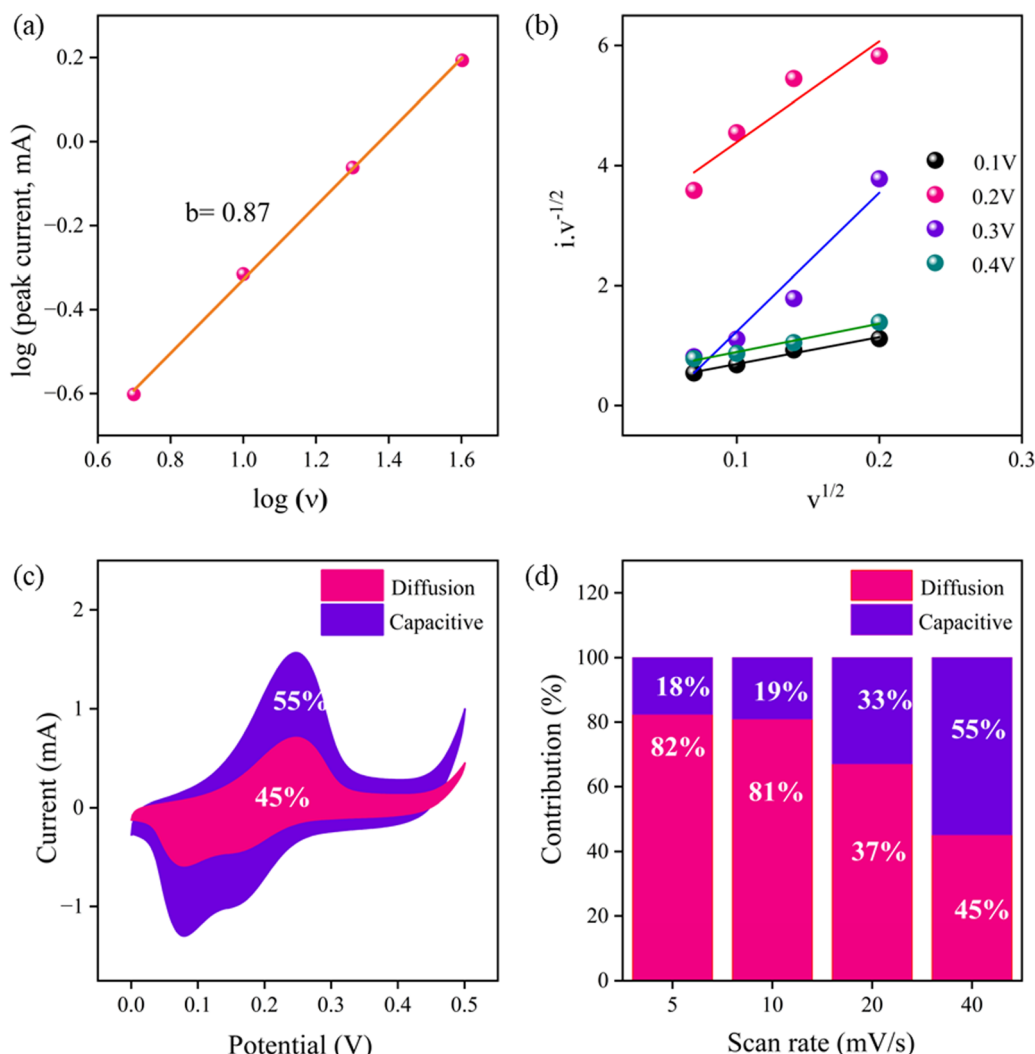 (a)
0.2
0.0
−0.2
−0.4
−0.6
log (peak current, mA)
b= 0.87
0.6
0.8
1.0
1.2
1.4
1.6
log (ν)
(b)
6
4
2
0
i.v^-1/2
0.1V
0.2V
0.3V
0.4V
0.1
0.2
0.3
v^1/2
(c)
2
1
0
−1
Current (mA)
Diffusion
Capacitive
55%
45%
0.0
0.1
0.2
0.3
0.4
0.5
Potential (V)
(d)
120
100
80
60
40
20
0
Contribution (%)
Diffusion
Capacitive
18%
19%
33%
55%
82%
81%
37%
45%
5
10
20
40
Scan rate (mV/s)